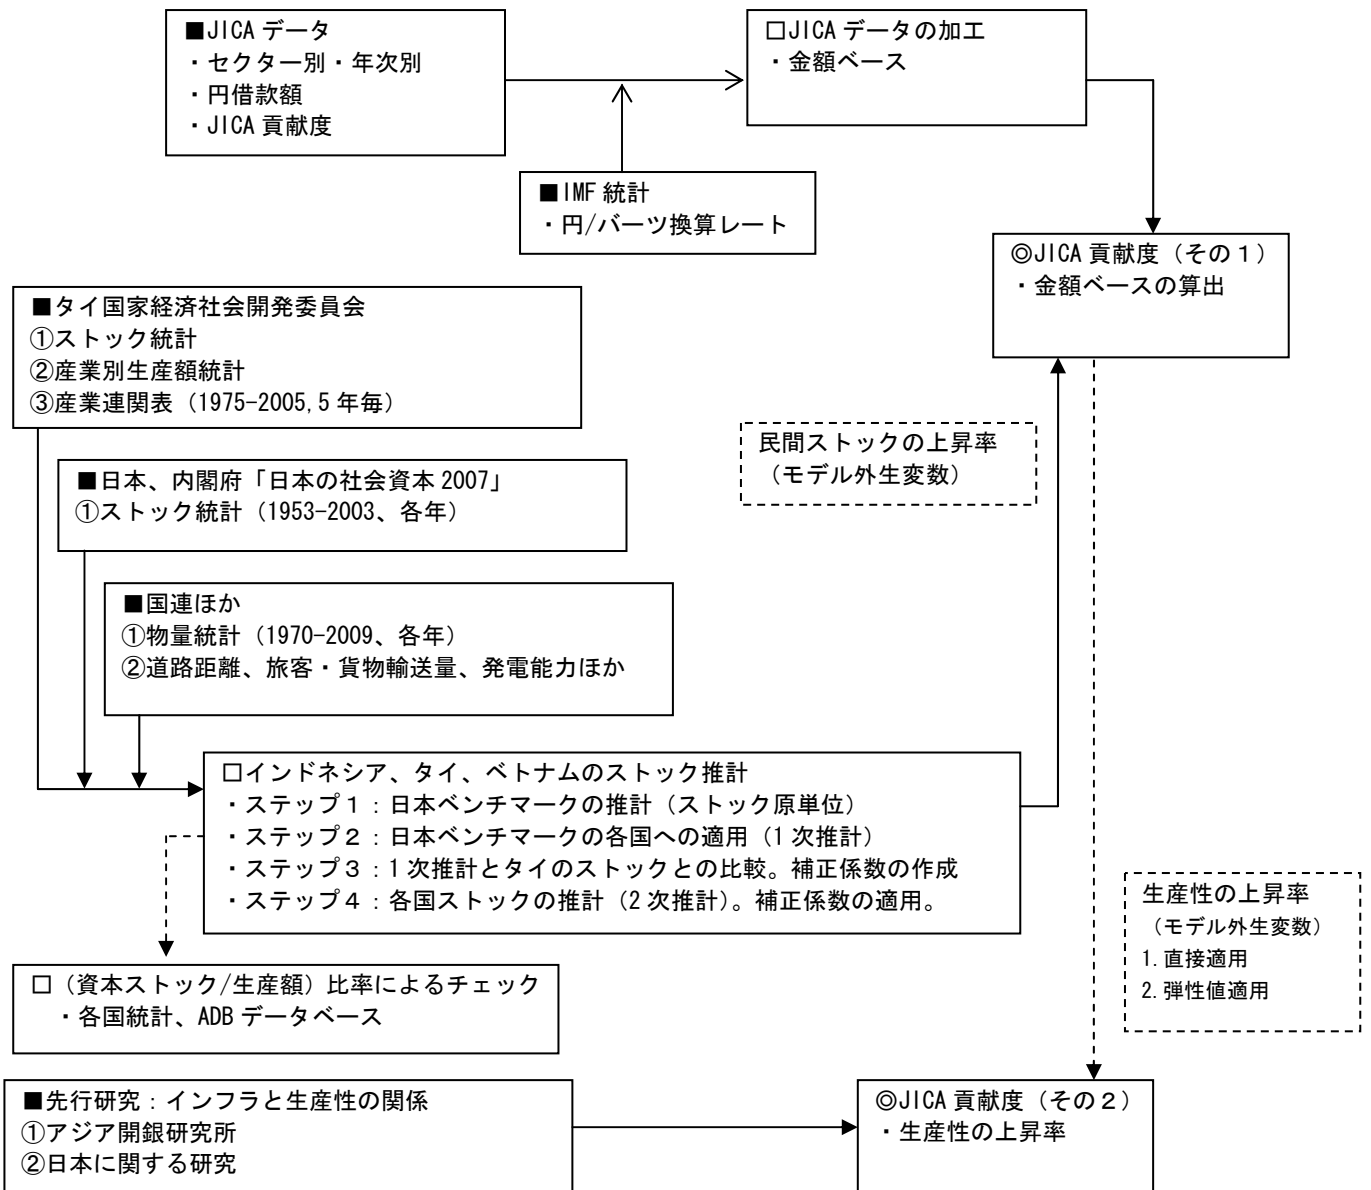 ■JICA データ
・セクター別・年次別
・円借款額
・JICA 貢献度
□JICA データの加工
・金額ベース
■IMF 統計
・円/バーツ換算レート
◎JICA 貢献度（その１）
・金額ベースの算出
■タイ国家経済社会開発委員会
①ストック統計
②産業別生産額統計
③産業連関表（1975-2005,5 年毎）
民間ストックの上昇率
（モデル外生変数）
■日本、内閣府「日本の社会資本 2007」
①ストック統計（1953-2003、各年）
■国連ほか
①物量統計（1970-2009、各年）
②道路距離、旅客・貨物輸送量、発電能力ほか
□インドネシア、タイ、ベトナムのストック推計
・ステップ１：日本ベンチマークの推計（ストック原単位）
・ステップ２：日本ベンチマークの各国への適用（1 次推計）
・ステップ３：1 次推計とタイのストックとの比較。補正係数の作成
・ステップ４：各国ストックの推計（2 次推計）。補正係数の適用。
生産性の上昇率
（モデル外生変数）
1.直接適用
2.弾性値適用
□（資本ストック/生産額）比率によるチェック
・各国統計、ADB データベース
■先行研究：インフラと生産性の関係
①アジア開銀研究所
②日本に関する研究
◎JICA 貢献度（その２）
・生産性の上昇率